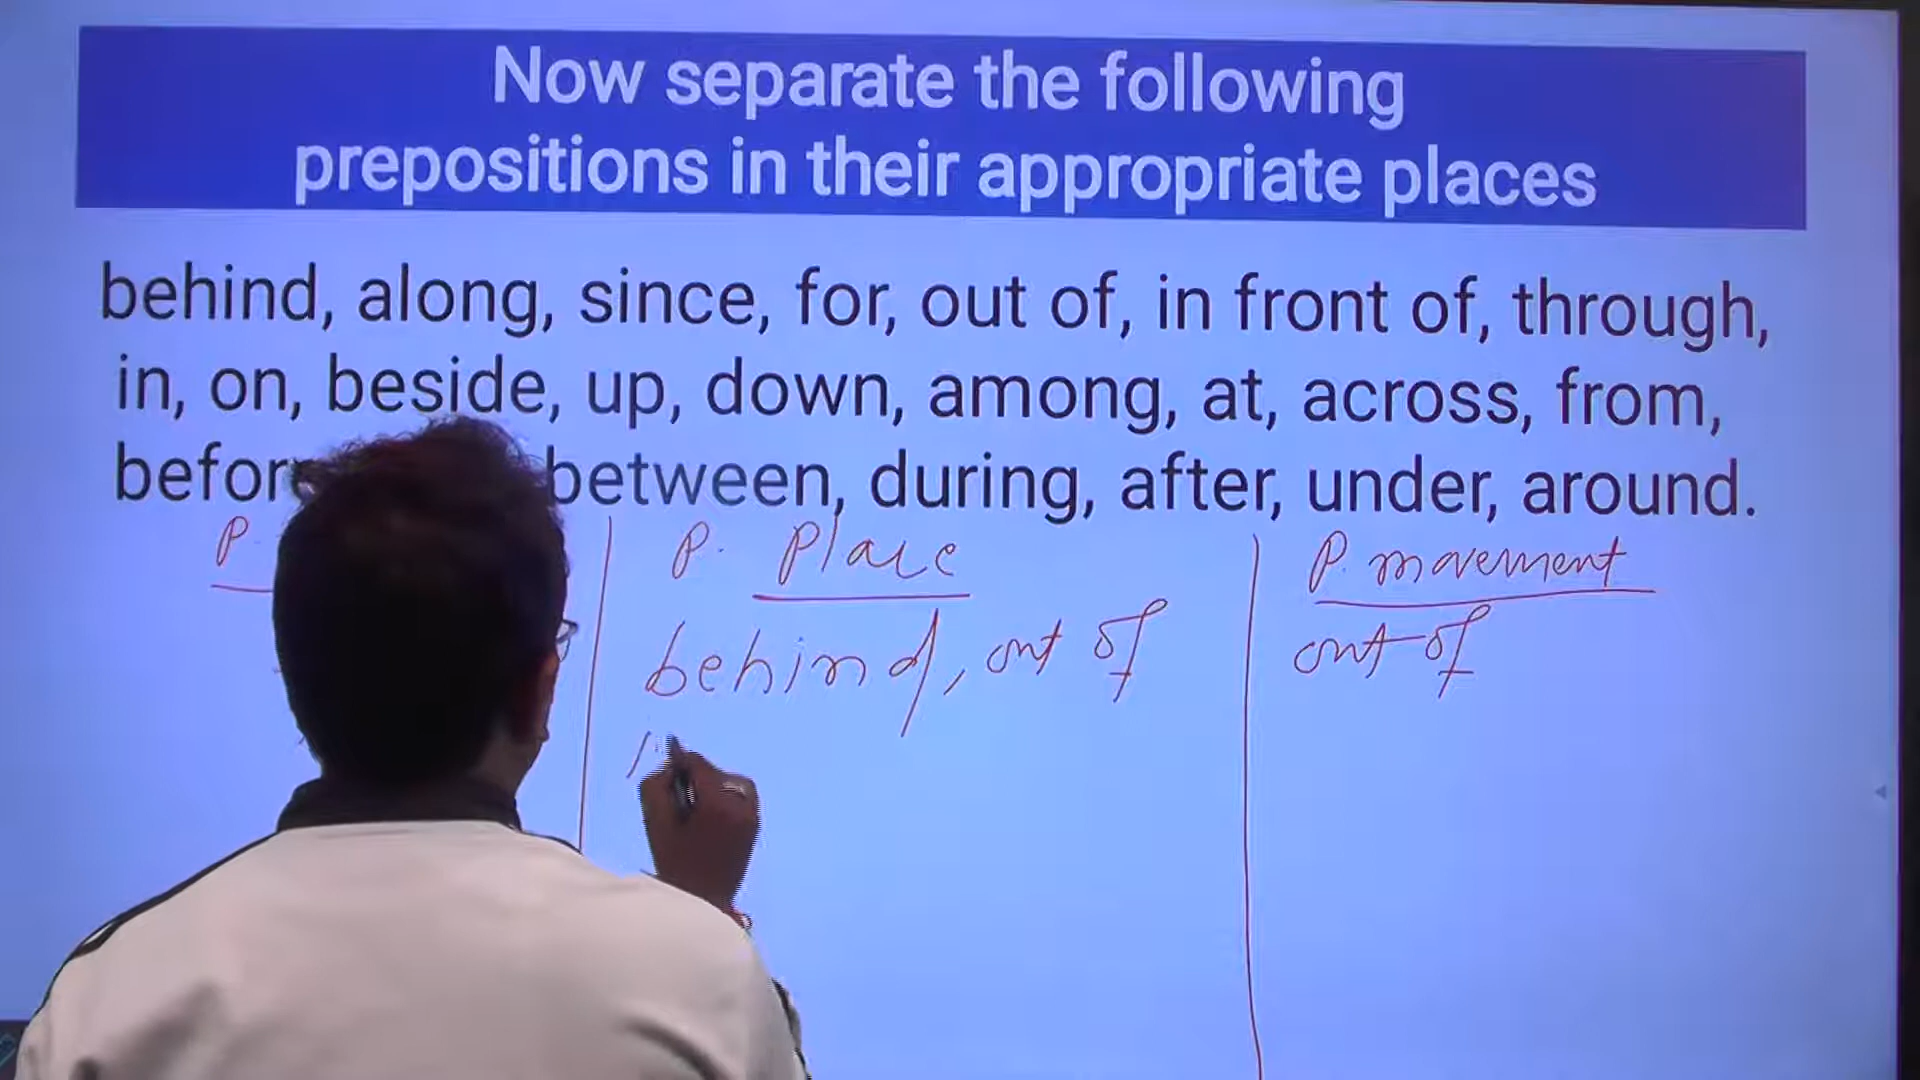 Now separate the following
prepositions in their appropriate places
behind, along, since, for, out of, in front of, through,
in, on, beside, up, down, among, at, across, from,
between, during, after, under, around.
P. P. Place P. movement
behind, out of out of